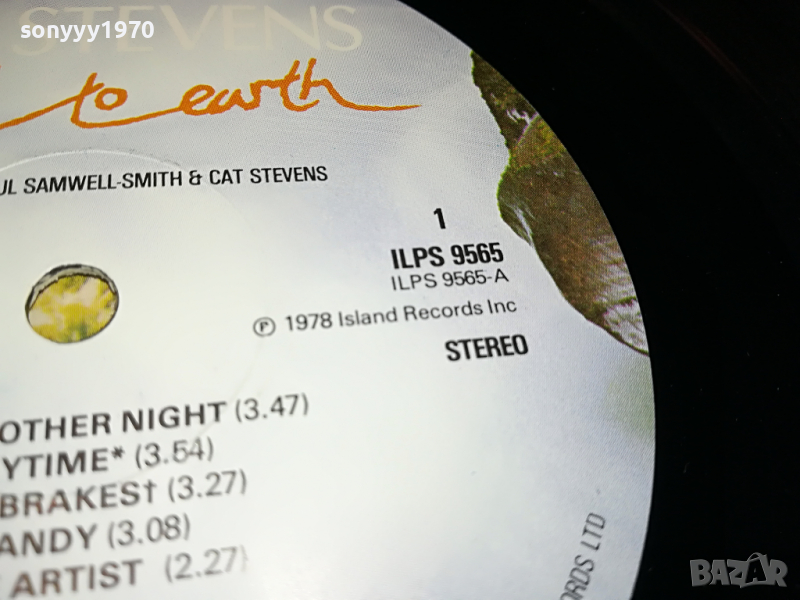 sonyyy1970
STEVENS
to earth
SAMWELL-SMITH & CAT STEVENS
1
ILPS 9565
ILPS 9565-A
℗ 1978 Island Records Inc
STEREO
OTHER NIGHT (3.47)
YTIME* (3.54)
BRAKES† (3.27)
ANDY (3.08)
ARTIST (2.27)
ORDS LTD
BAZAR